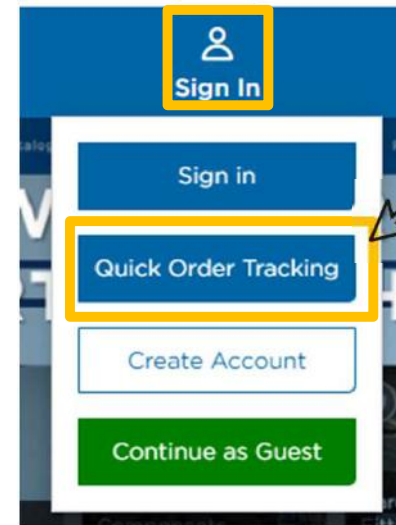 Sign In
Sign in
Quick Order Tracking
Create Account
Continue as Guest